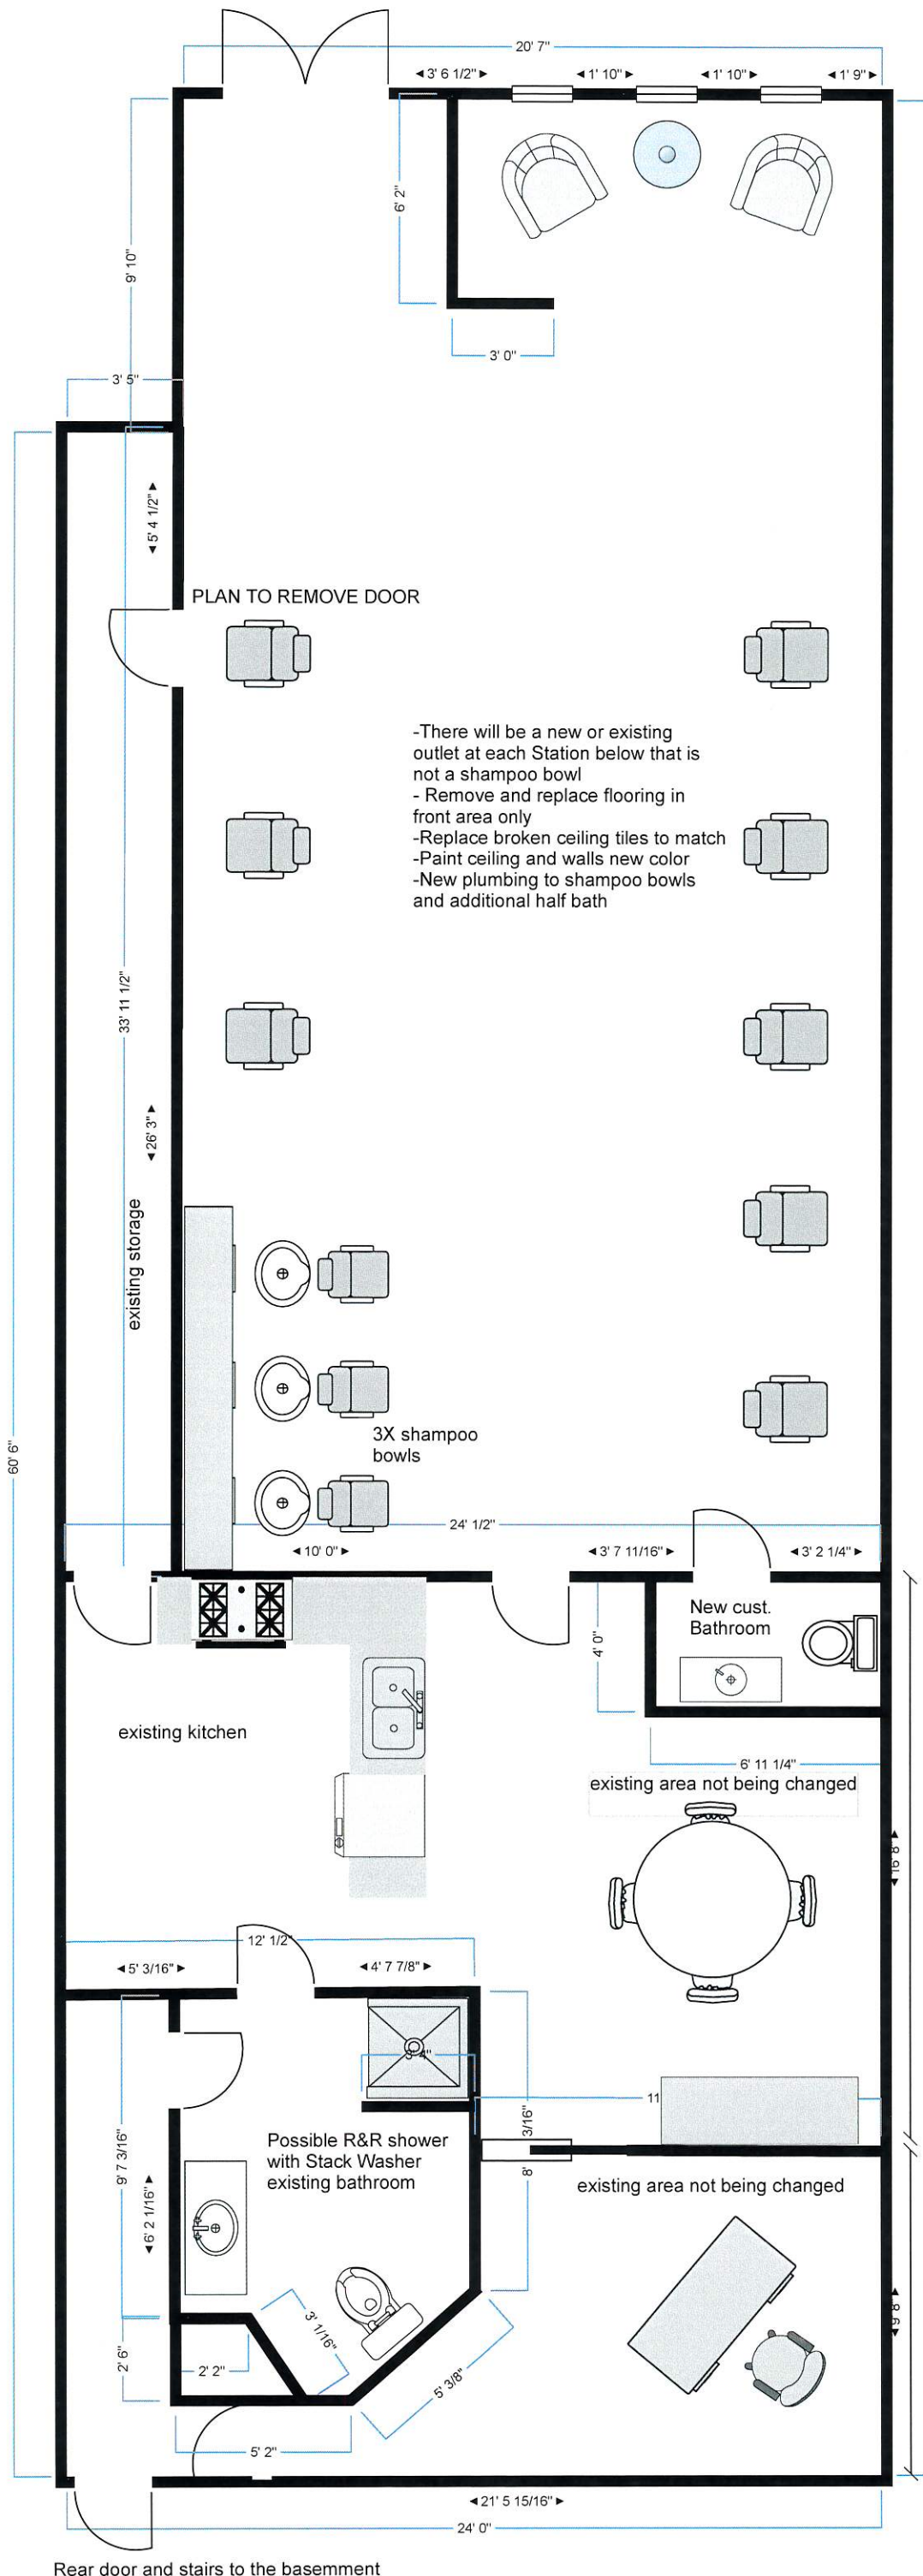 20' 7"
3' 6 1/2"
1' 10"
1' 10"
1' 9"
6' 2"
9' 10"
3' 0"
3' 5"
5' 4 1/2"
PLAN TO REMOVE DOOR
-There will be a new or existing
outlet at each Station below that is
not a shampoo bowl
- Remove and replace flooring in
front area only
-Replace broken ceiling tiles to match
-Paint ceiling and walls new color
-New plumbing to shampoo bowls
and additional half bath
33' 11 1/2"
26' 3"
existing storage
60' 6"
3X shampoo
bowls
24' 1/2"
10' 0"
3' 7 11/16"
3' 2 1/4"
New cust.
Bathroom
4' 0"
existing kitchen
6' 11 1/4"
existing area not being changed
16' 8"
12' 1/2"
5' 3/16"
4' 7 7/8"
11
8' 3/16"
Possible R&R shower
with Stack Washer
existing bathroom
9' 7 3/16"
6' 2 1/16"
existing area not being changed
9' 8"
3' 1/16"
2' 6"
2' 2"
5' 3/8"
5' 2"
21' 5 15/16"
24' 0"
Rear door and stairs to the basemment